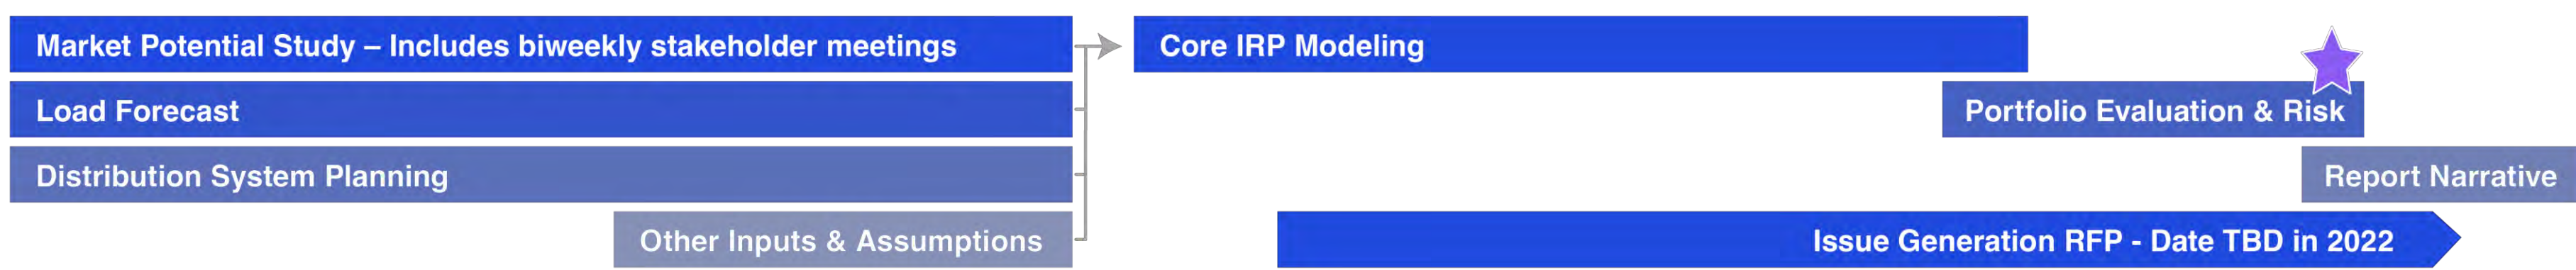 Market Potential Study – Includes biweekly stakeholder meetings
Load Forecast
Distribution System Planning
Other Inputs & Assumptions
Core IRP Modeling
Portfolio Evaluation & Risk
Report Narrative
Issue Generation RFP - Date TBD in 2022